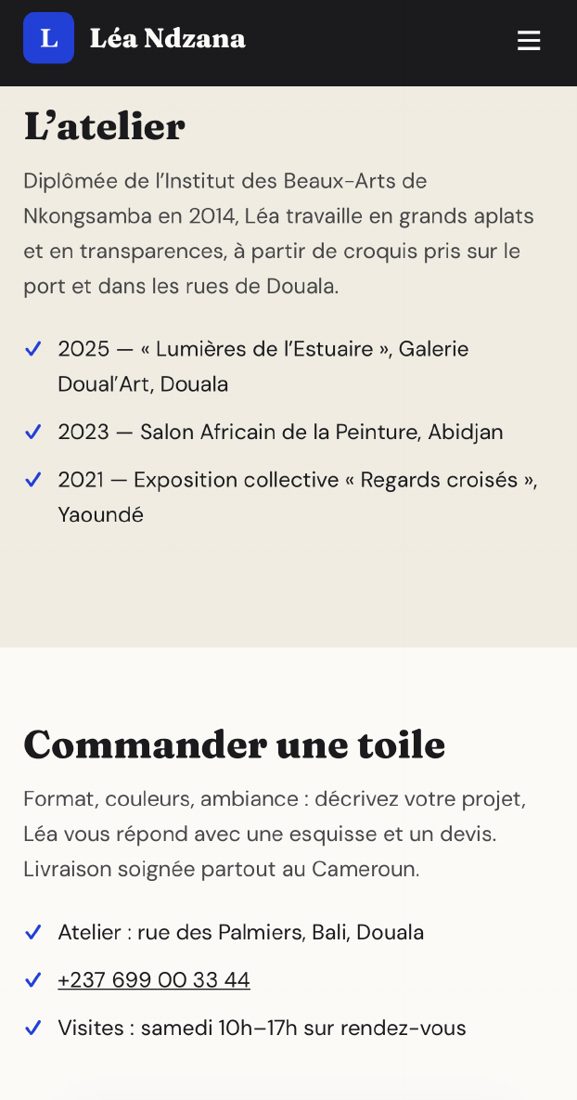 L
Léa Ndzana
L’atelier
Diplômée de l’Institut des Beaux-Arts de
Nkongsamba en 2014, Léa travaille en grands aplats
et en transparences, à partir de croquis pris sur le
port et dans les rues de Douala.
2025 — « Lumières de l’Estuaire », Galerie
Doual’Art, Douala
2023 — Salon Africain de la Peinture, Abidjan
2021 — Exposition collective « Regards croisés »,
Yaoundé
Commander une toile
Format, couleurs, ambiance : décrivez votre projet,
Léa vous répond avec une esquisse et un devis.
Livraison soignée partout au Cameroun.
Atelier : rue des Palmiers, Bali, Douala
+237 699 00 33 44
Visites : samedi 10h–17h sur rendez-vous